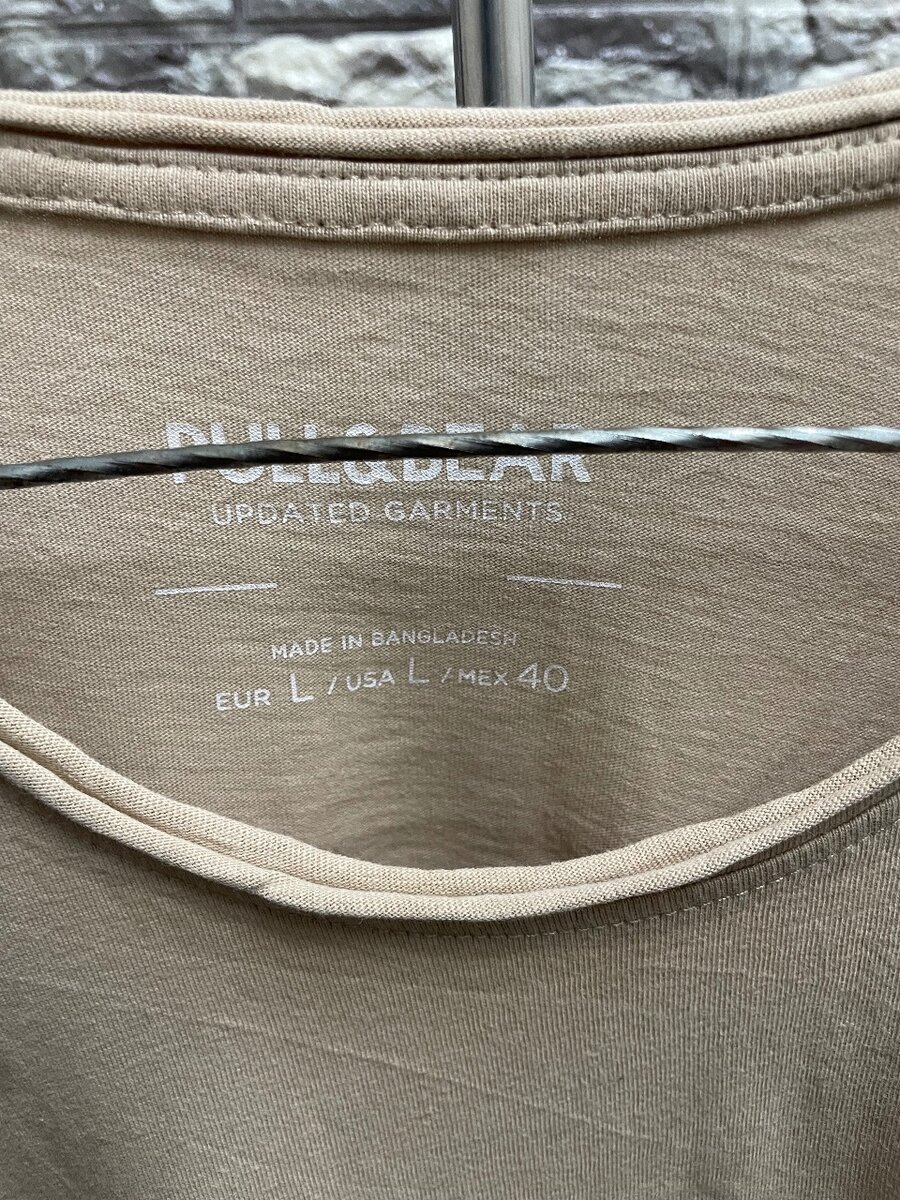 PULL&BEAR
UPDATED GARMENTS
MADE IN BANGLADESH
EUR L / USA L / MEX 40